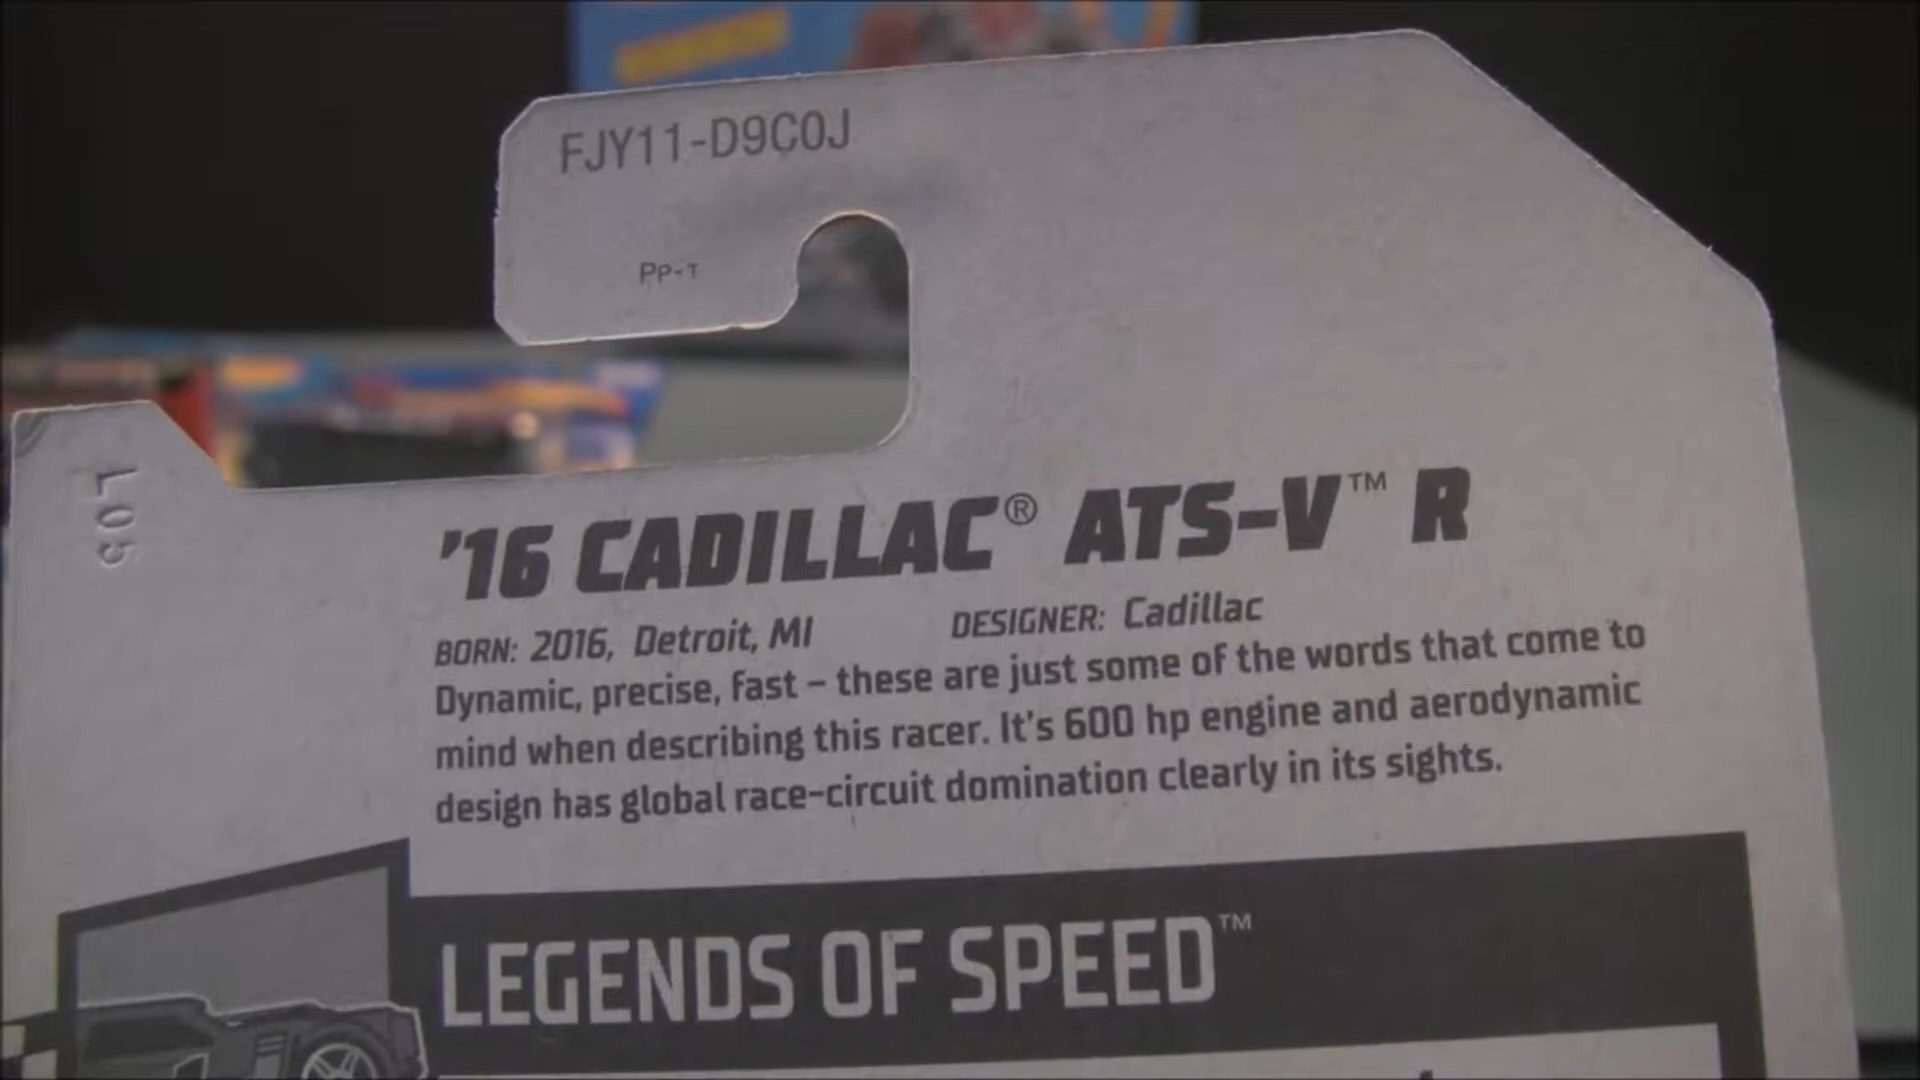 FJY11-D9C0J
Pp-T
L05
'16 CADILLAC® ATS-V™ R
BORN: 2016, Detroit, MI DESIGNER: Cadillac
Dynamic, precise, fast – these are just some of the words that come to
mind when describing this racer. It's 600 hp engine and aerodynamic
design has global race-circuit domination clearly in its sights.
LEGENDS OF SPEED™